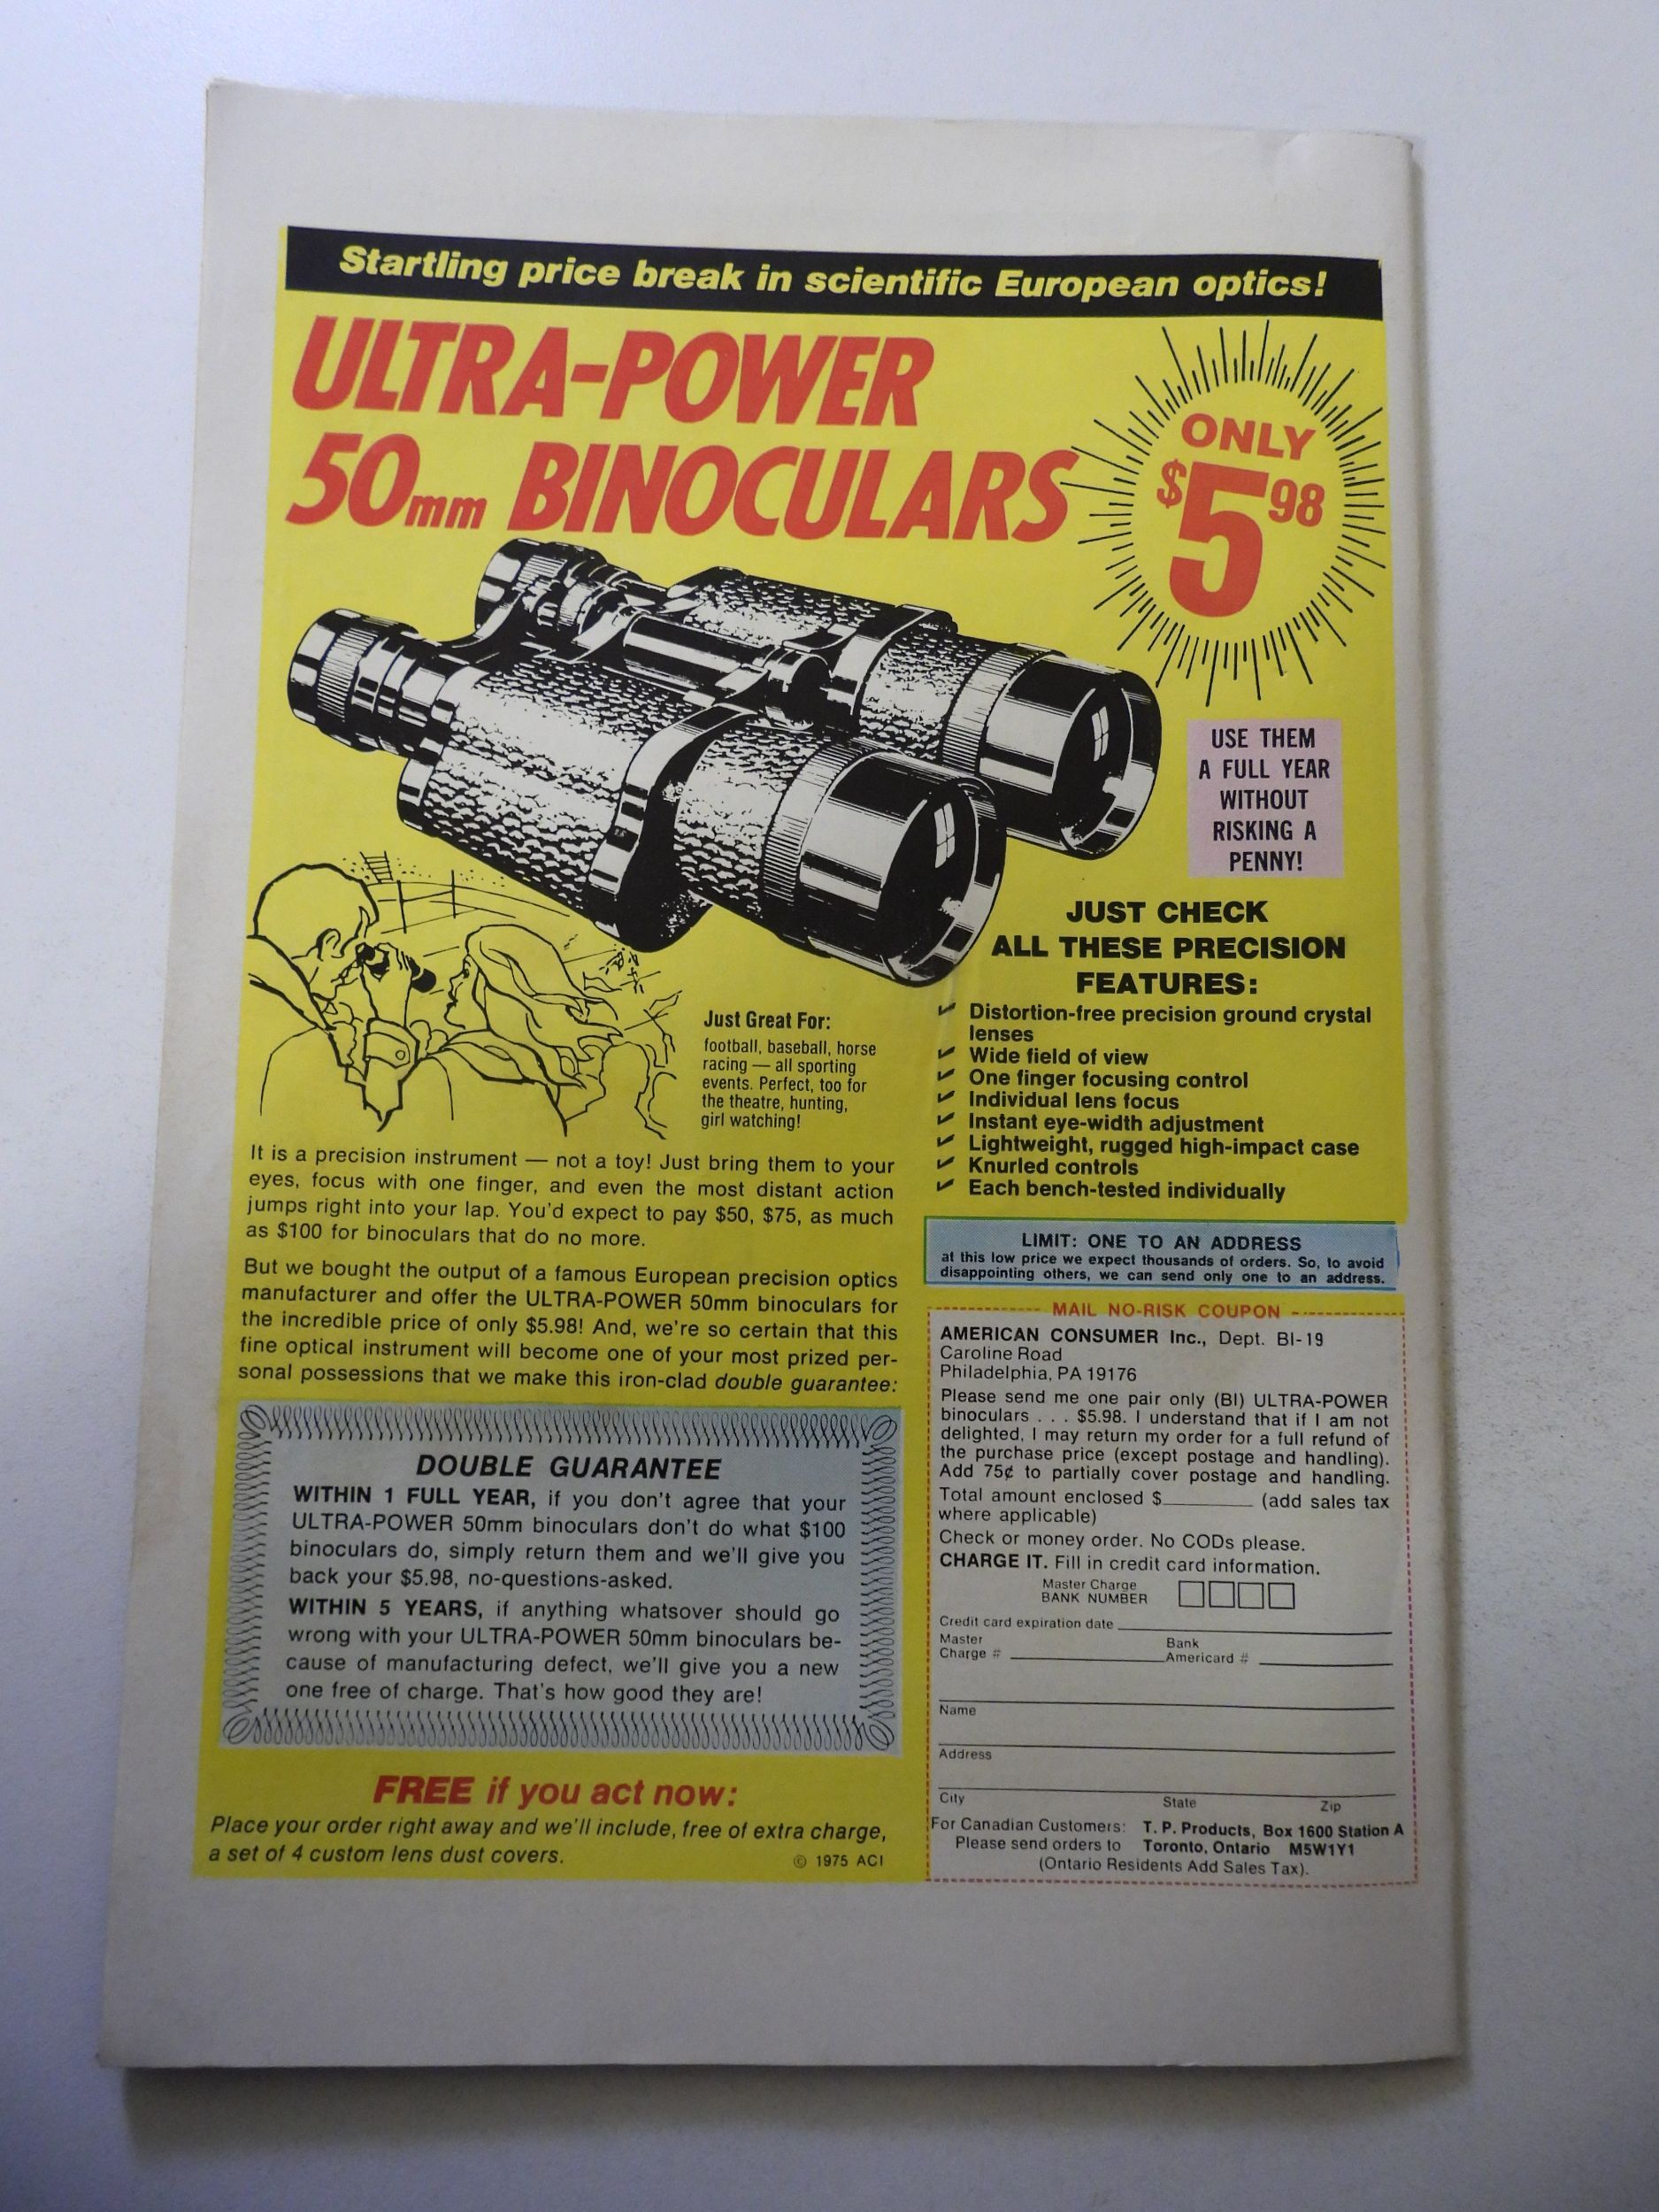 Startling price break in scientific European optics!
ULTRA-POWER
50mm BINOCULARS
ONLY
$5 98
USE THEM
A FULL YEAR
WITHOUT
RISKING A
PENNY!
JUST CHECK
ALL THESE PRECISION
FEATURES:
✔ Distortion-free precision ground crystal
lenses
✔ Wide field of view
✔ One finger focusing control
✔ Individual lens focus
✔ Instant eye-width adjustment
✔ Lightweight, rugged high-impact case
✔ Knurled controls
✔ Each bench-tested individually
Just Great For:
football, baseball, horse
racing — all sporting
events. Perfect, too for
the theatre, hunting,
girl watching!
It is a precision instrument — not a toy! Just bring them to your
eyes, focus with one finger, and even the most distant action
jumps right into your lap. You'd expect to pay $50, $75, as much
as $100 for binoculars that do no more.
But we bought the output of a famous European precision optics
manufacturer and offer the ULTRA-POWER 50mm binoculars for
the incredible price of only $5.98! And, we're so certain that this
fine optical instrument will become one of your most prized per-
sonal possessions that we make this iron-clad double guarantee:
DOUBLE GUARANTEE
WITHIN 1 FULL YEAR, if you don't agree that your
ULTRA-POWER 50mm binoculars don't do what $100
binoculars do, simply return them and we'll give you
back your $5.98, no-questions-asked.
WITHIN 5 YEARS, if anything whatsover should go
wrong with your ULTRA-POWER 50mm binoculars be-
cause of manufacturing defect, we'll give you a new
one free of charge. That's how good they are!
FREE if you act now:
Place your order right away and we'll include, free of extra charge,
a set of 4 custom lens dust covers.
© 1975 ACI
LIMIT: ONE TO AN ADDRESS
at this low price we expect thousands of orders. So, to avoid
disappointing others, we can send only one to an address.
MAIL NO-RISK COUPON
AMERICAN CONSUMER Inc., Dept. BI-19
Caroline Road
Philadelphia, PA 19176
Please send me one pair only (BI) ULTRA-POWER
binoculars . . . $5.98. I understand that if I am not
delighted, I may return my order for a full refund of
the purchase price (except postage and handling).
Add 75¢ to partially cover postage and handling.
Total amount enclosed $________ (add sales tax
where applicable)
Check or money order. No CODs please.
CHARGE IT. Fill in credit card information.
Master Charge
BANK NUMBER
Credit card expiration date
Master Charge #
Bank Americard #
Name
Address
City State Zip
For Canadian Customers: T. P. Products, Box 1600 Station A
Please send orders to Toronto, Ontario M5W1Y1
(Ontario Residents Add Sales Tax).